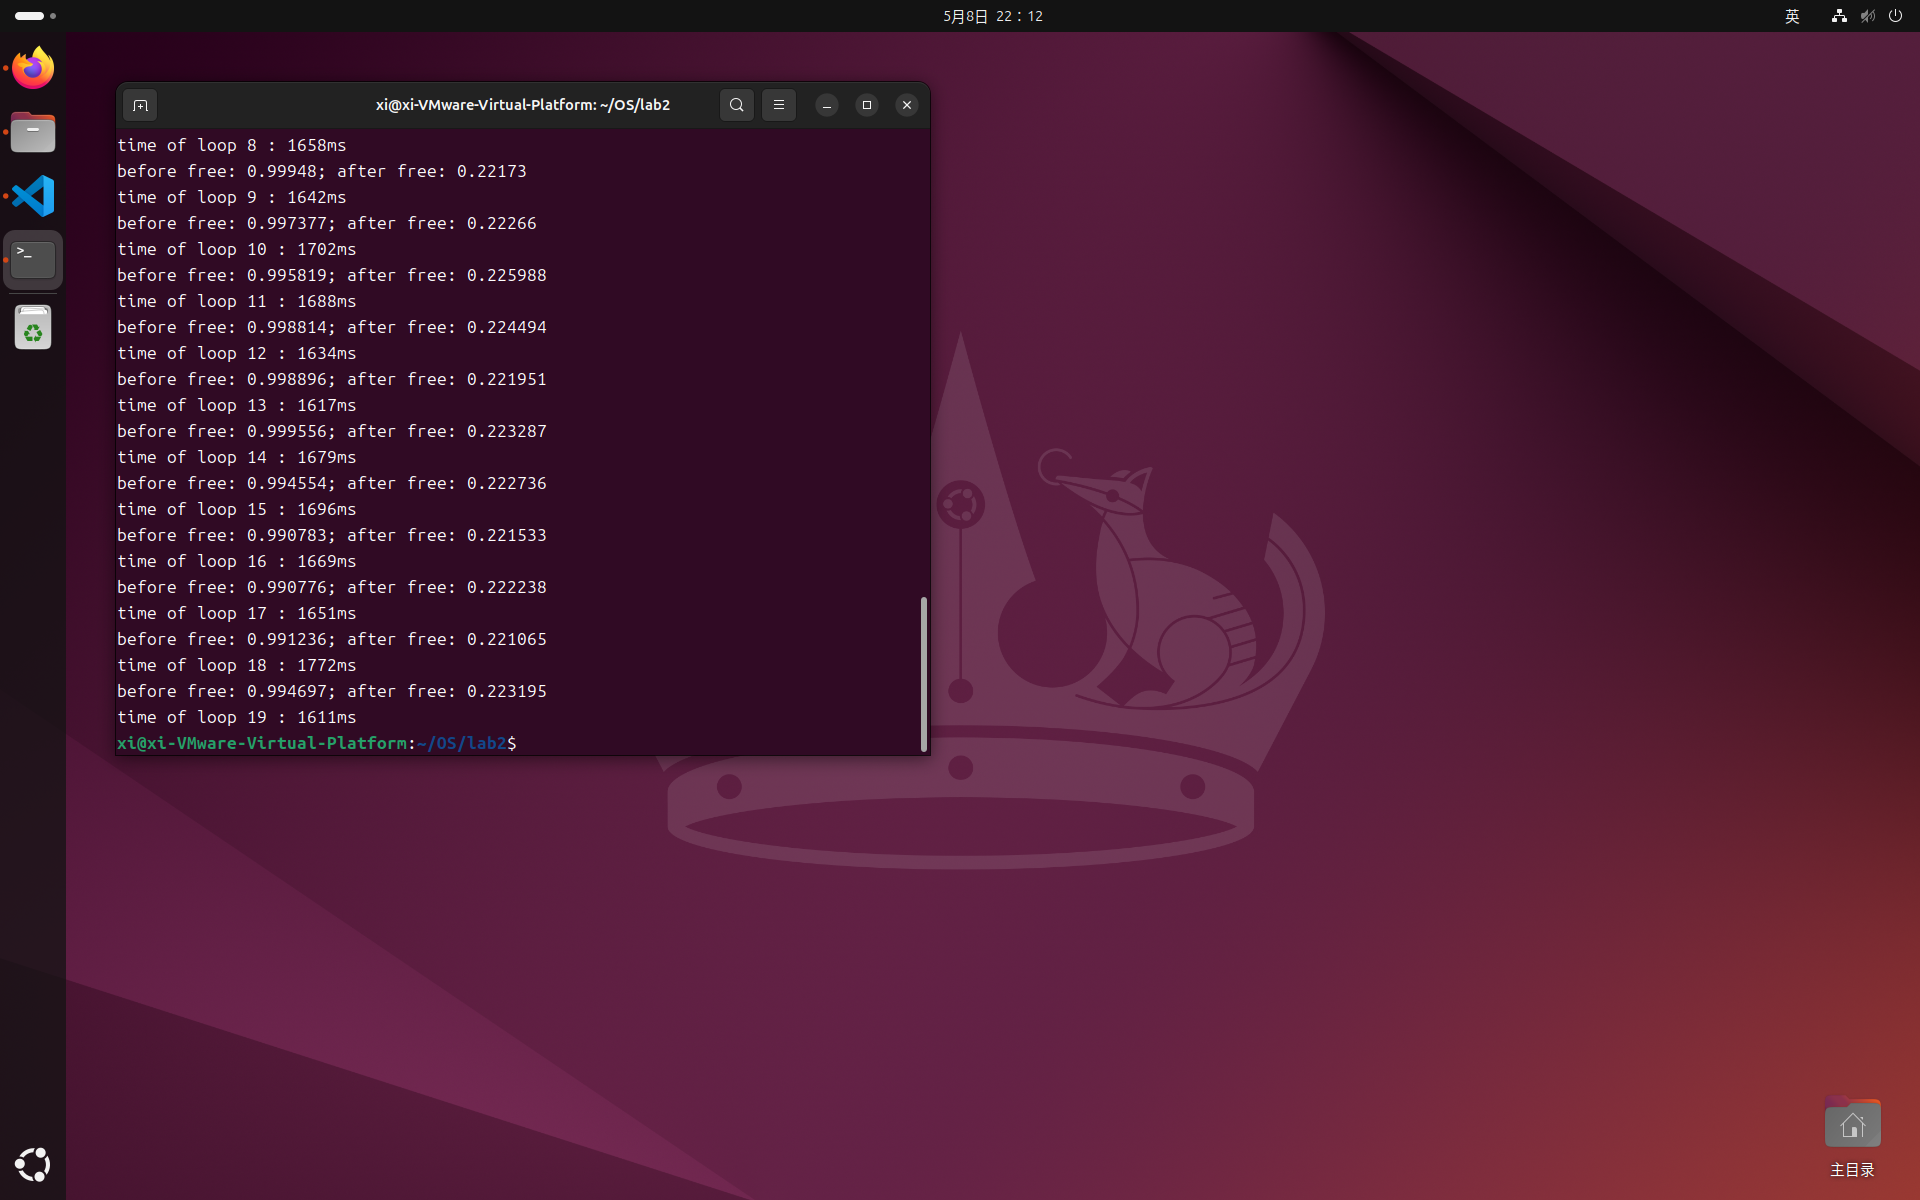 5月8日 22：12
英
xi@xi-VMware-Virtual-Platform: ~/OS/lab2
time of loop 8 : 1658ms
before free: 0.99948; after free: 0.22173
time of loop 9 : 1642ms
before free: 0.997377; after free: 0.22266
time of loop 10 : 1702ms
before free: 0.995819; after free: 0.225988
time of loop 11 : 1688ms
before free: 0.998814; after free: 0.224494
time of loop 12 : 1634ms
before free: 0.998896; after free: 0.221951
time of loop 13 : 1617ms
before free: 0.999556; after free: 0.223287
time of loop 14 : 1679ms
before free: 0.994554; after free: 0.222736
time of loop 15 : 1696ms
before free: 0.990783; after free: 0.221533
time of loop 16 : 1669ms
before free: 0.990776; after free: 0.222238
time of loop 17 : 1651ms
before free: 0.991236; after free: 0.221065
time of loop 18 : 1772ms
before free: 0.994697; after free: 0.223195
time of loop 19 : 1611ms
xi@xi-VMware-Virtual-Platform:~/OS/lab2$
主目录